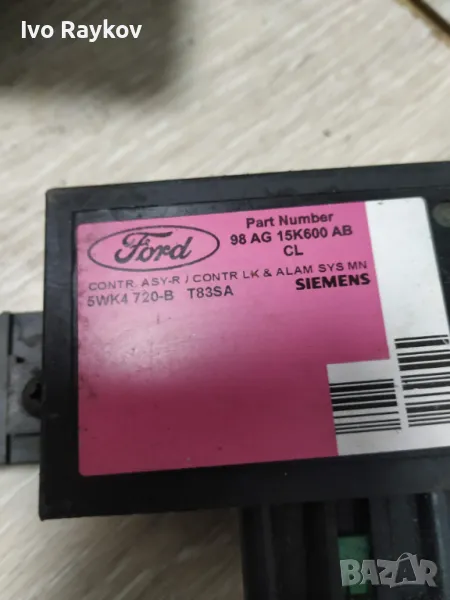 Ivo Raykov
Ford
Part Number
98 AG 15K600 AB
CL
CONTR. ASY-R / CONTR LK & ALAM SYS MN
5WK4 720-B T83SA
SIEMENS
BAZAR